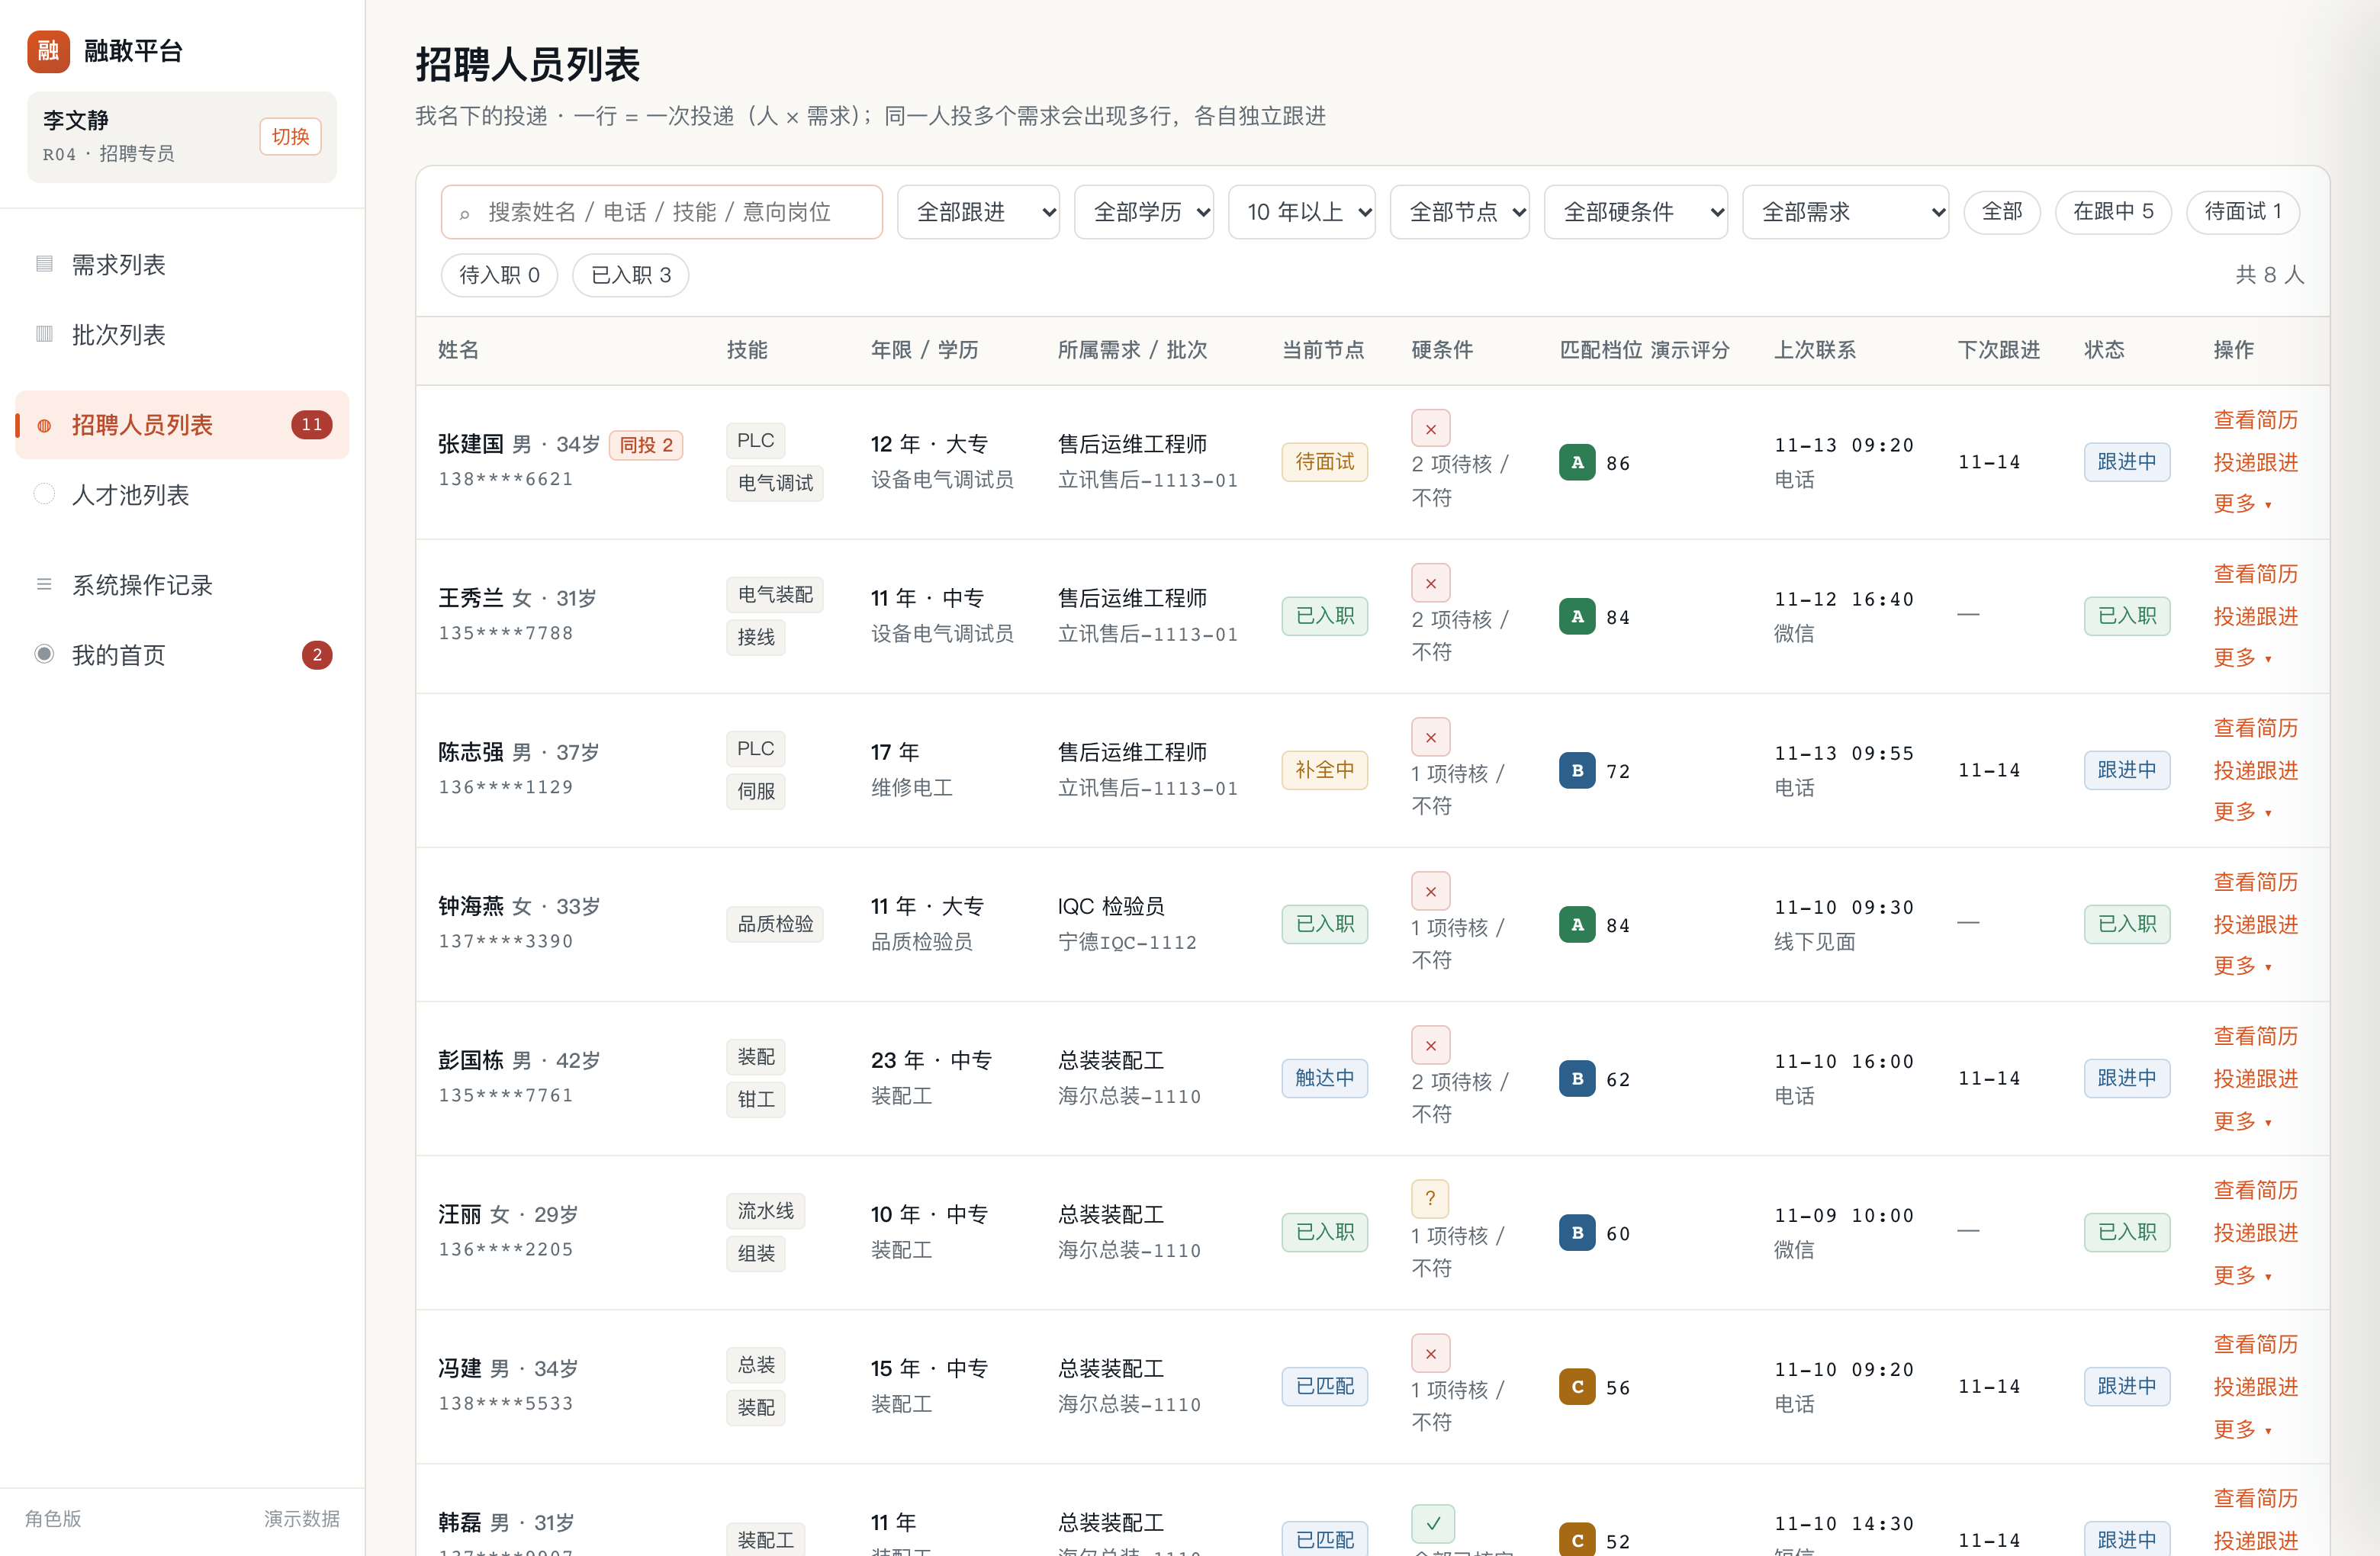 融 融敢平台
李文静
R04 · 招聘专员
切换
需求列表
批次列表
招聘人员列表 11
人才池列表
系统操作记录
我的首页 2
角色版 演示数据
招聘人员列表
我名下的投递 · 一行 = 一次投递（人 × 需求）；同一人投多个需求会出现多行，各自独立跟进
搜索姓名 / 电话 / 技能 / 意向岗位 全部跟进 全部学历 10 年以上 全部节点 全部硬条件 全部需求 全部 在跟中 5 待面试 1
待入职 0 已入职 3 共 8 人
姓名 技能 年限 / 学历 所属需求 / 批次 当前节点 硬条件 匹配档位 演示评分 上次联系 下次跟进 状态 操作
张建国 男 · 34岁 同投 2
138****6621
PLC
电气调试
12 年 · 大专
设备电气调试员
售后运维工程师
立讯售后-1113-01
待面试
×
2 项待核 /
不符
A 86
11-13 09:20
电话
11-14
跟进中
查看简历
投递跟进
更多 ▾
王秀兰 女 · 31岁
135****7788
电气装配
接线
11 年 · 中专
设备电气调试员
售后运维工程师
立讯售后-1113-01
已入职
×
2 项待核 /
不符
A 84
11-12 16:40
微信
—
已入职
查看简历
投递跟进
更多 ▾
陈志强 男 · 37岁
136****1129
PLC
伺服
17 年
维修电工
售后运维工程师
立讯售后-1113-01
补全中
×
1 项待核 /
不符
B 72
11-13 09:55
电话
11-14
跟进中
查看简历
投递跟进
更多 ▾
钟海燕 女 · 33岁
137****3390
品质检验
11 年 · 大专
品质检验员
IQC 检验员
宁德IQC-1112
已入职
×
1 项待核 /
不符
A 84
11-10 09:30
线下见面
—
已入职
查看简历
投递跟进
更多 ▾
彭国栋 男 · 42岁
135****7761
装配
钳工
23 年 · 中专
装配工
总装装配工
海尔总装-1110
触达中
×
2 项待核 /
不符
B 62
11-10 16:00
电话
11-14
跟进中
查看简历
投递跟进
更多 ▾
汪丽 女 · 29岁
136****2205
流水线
组装
10 年 · 中专
装配工
总装装配工
海尔总装-1110
已入职
?
1 项待核 /
不符
B 60
11-09 10:00
微信
—
已入职
查看简历
投递跟进
更多 ▾
冯建 男 · 34岁
138****5533
总装
装配
15 年 · 中专
装配工
总装装配工
海尔总装-1110
已匹配
×
1 项待核 /
不符
C 56
11-10 09:20
电话
11-14
跟进中
查看简历
投递跟进
更多 ▾
韩磊 男 · 31岁
装配工
11 年
总装装配工
已匹配
✓
C 52
11-10 14:30
11-14
跟进中
查看简历
投递跟进